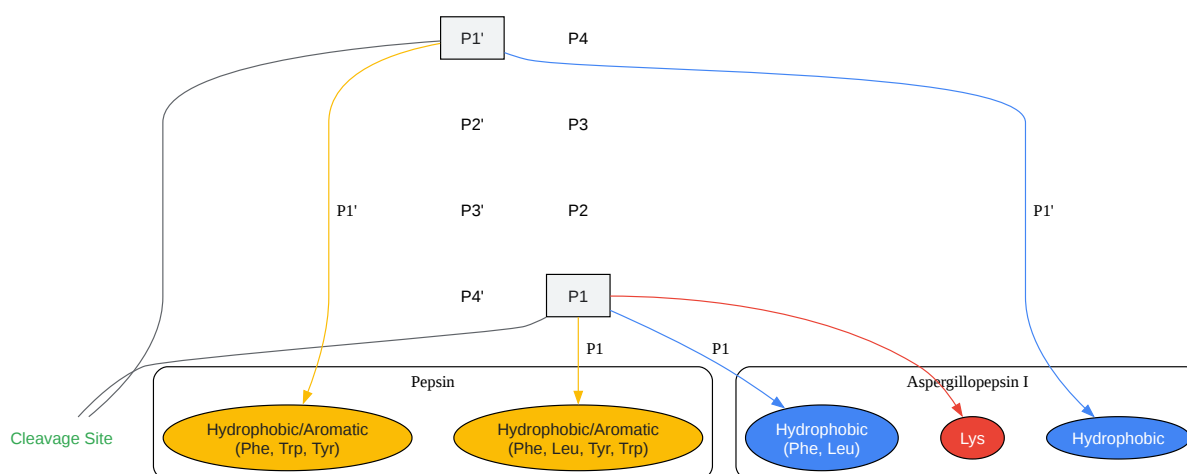 P1'
P4
P2'
P3
P1'
P3'
P2
P1'
P4'
P1
P1
P1
Pepsin
Aspergillopepsin I
Cleavage Site
Hydrophobic/Aromatic
(Phe, Trp, Tyr)
Hydrophobic/Aromatic
(Phe, Leu, Tyr, Trp)
Hydrophobic
(Phe, Leu)
Lys
Hydrophobic